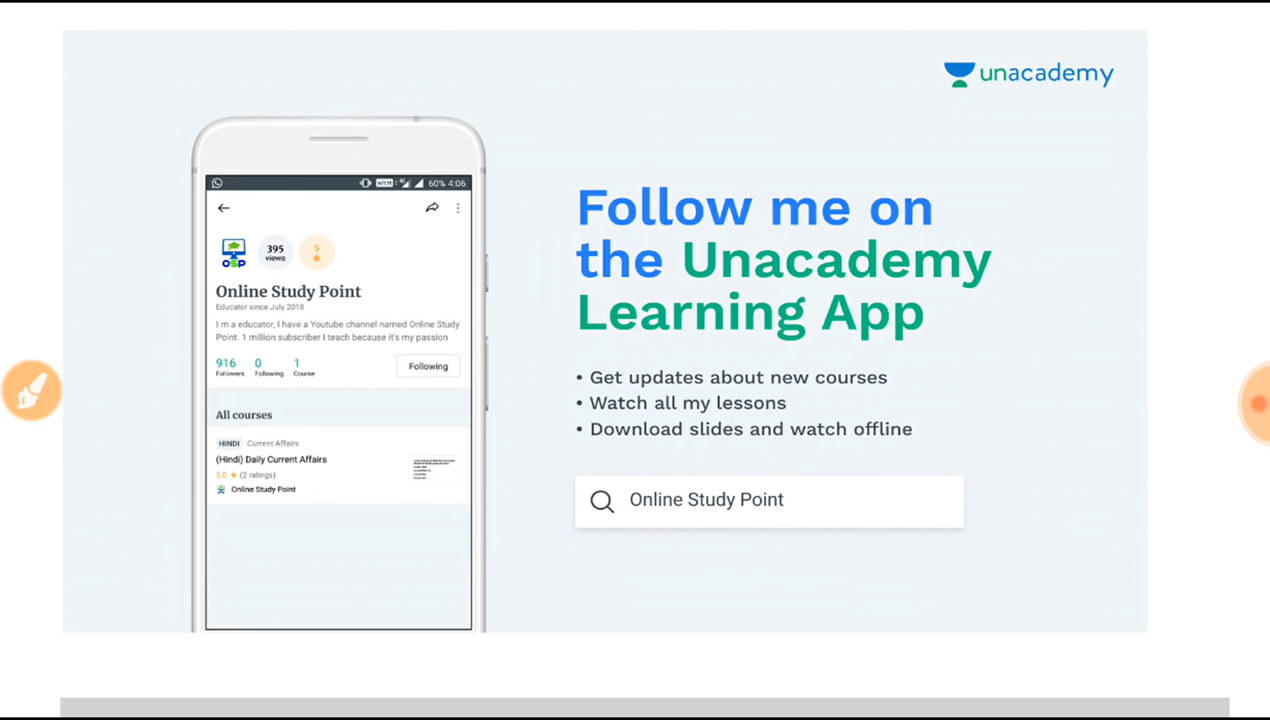 unacademy
60% 4:06
OSP
395
views
5
Online Study Point
Educator since July 2018
I m a educator, I have a Youtube channel named Online Study
Point. 1 million subscriber I teach because it's my passion
916 0 1
Followers Following Course
Following
All courses
HINDI Current Affairs
(Hindi) Daily Current Affairs
5.0 ★ (2 ratings)
Online Study Point
Follow me on
the Unacademy
Learning App
• Get updates about new courses
• Watch all my lessons
• Download slides and watch offline
Online Study Point